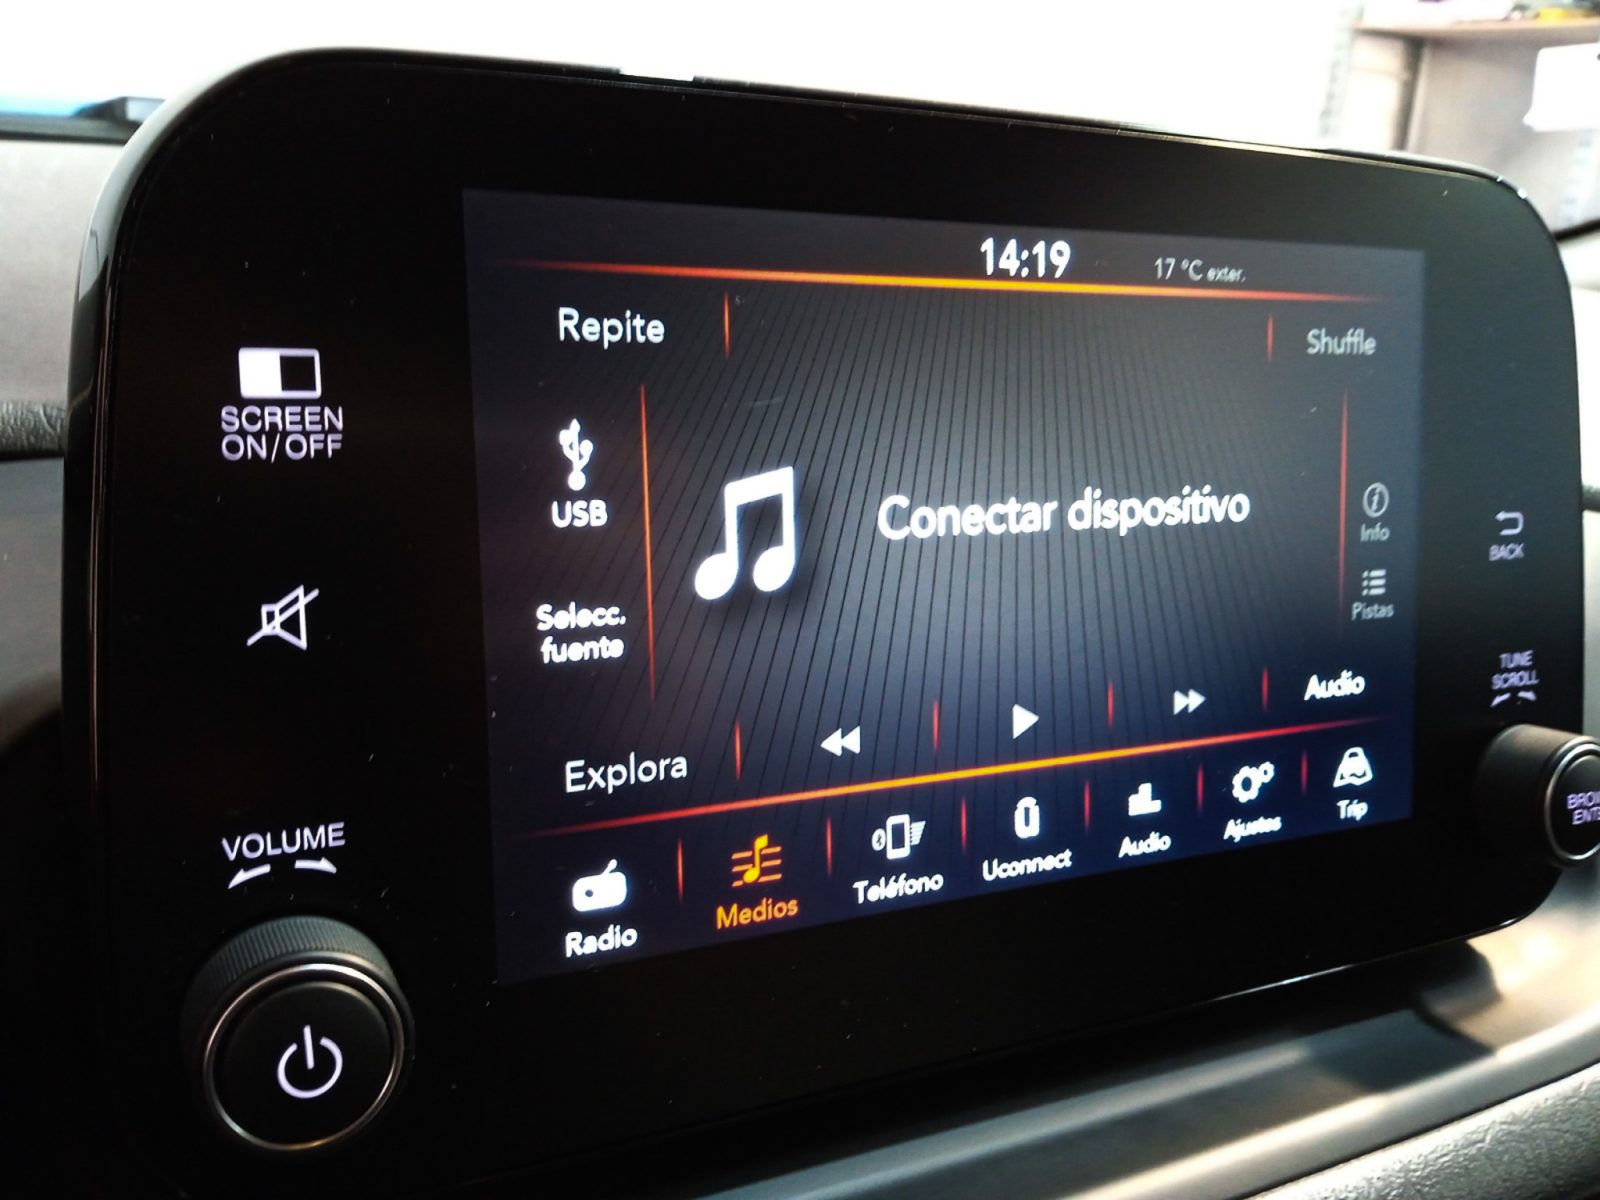 14:19
17 °C exter.
Repite
Shuffle
SCREEN
ON/OFF
USB
Conectar dispositivo
Info
BACK
Selecc.
fuente
Pistas
TUNE
SCROLL
Audio
Explora
VOLUME
Radio
Medios
Teléfono
Uconnect
Audio
Ajustes
Trip